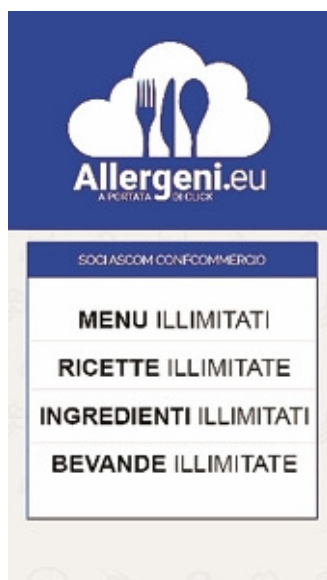 Allergeni.eu
A PORTATA DI CLICK
SOCI ASCOM CONFCOMMERCIO
MENU ILLIMITATI
RICETTE ILLIMITATE
INGREDIENTI ILLIMITATI
BEVANDE ILLIMITATE